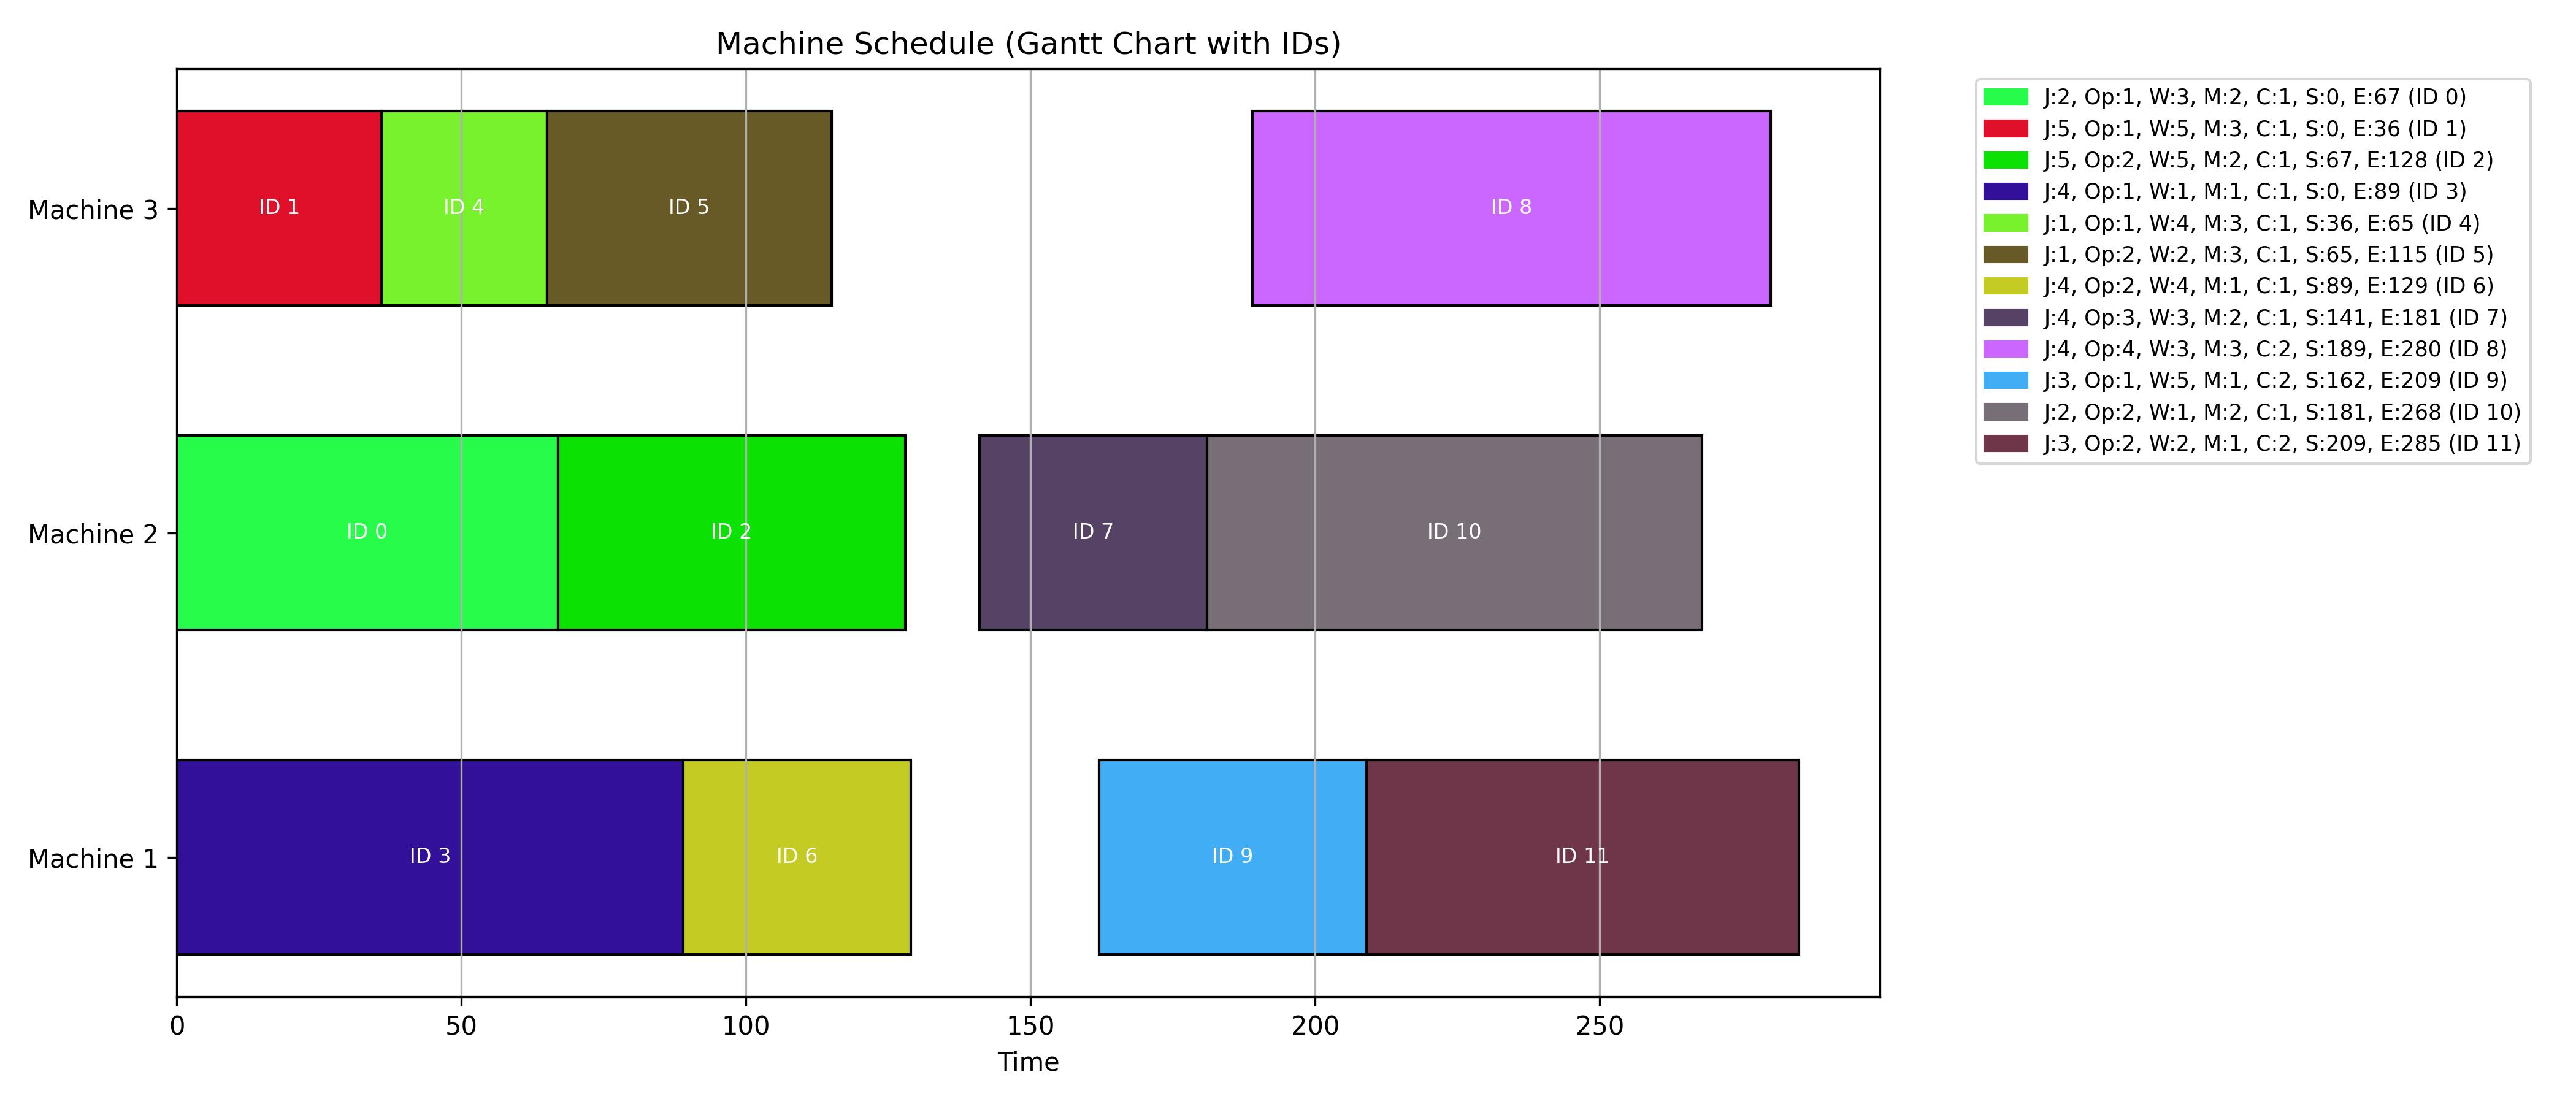 Machine Schedule (Gantt Chart with IDs)
Machine 3
ID 1
ID 4
ID 5
ID 8
Machine 2
ID 0
ID 2
ID 7
ID 10
Machine 1
ID 3
ID 6
ID 9
ID 11
0
50
100
150
200
250
Time
J:2, Op:1, W:3, M:2, C:1, S:0, E:67 (ID 0)
J:5, Op:1, W:5, M:3, C:1, S:0, E:36 (ID 1)
J:5, Op:2, W:5, M:2, C:1, S:67, E:128 (ID 2)
J:4, Op:1, W:1, M:1, C:1, S:0, E:89 (ID 3)
J:1, Op:1, W:4, M:3, C:1, S:36, E:65 (ID 4)
J:1, Op:2, W:2, M:3, C:1, S:65, E:115 (ID 5)
J:4, Op:2, W:4, M:1, C:1, S:89, E:129 (ID 6)
J:4, Op:3, W:3, M:2, C:1, S:141, E:181 (ID 7)
J:4, Op:4, W:3, M:3, C:2, S:189, E:280 (ID 8)
J:3, Op:1, W:5, M:1, C:2, S:162, E:209 (ID 9)
J:2, Op:2, W:1, M:2, C:1, S:181, E:268 (ID 10)
J:3, Op:2, W:2, M:1, C:2, S:209, E:285 (ID 11)